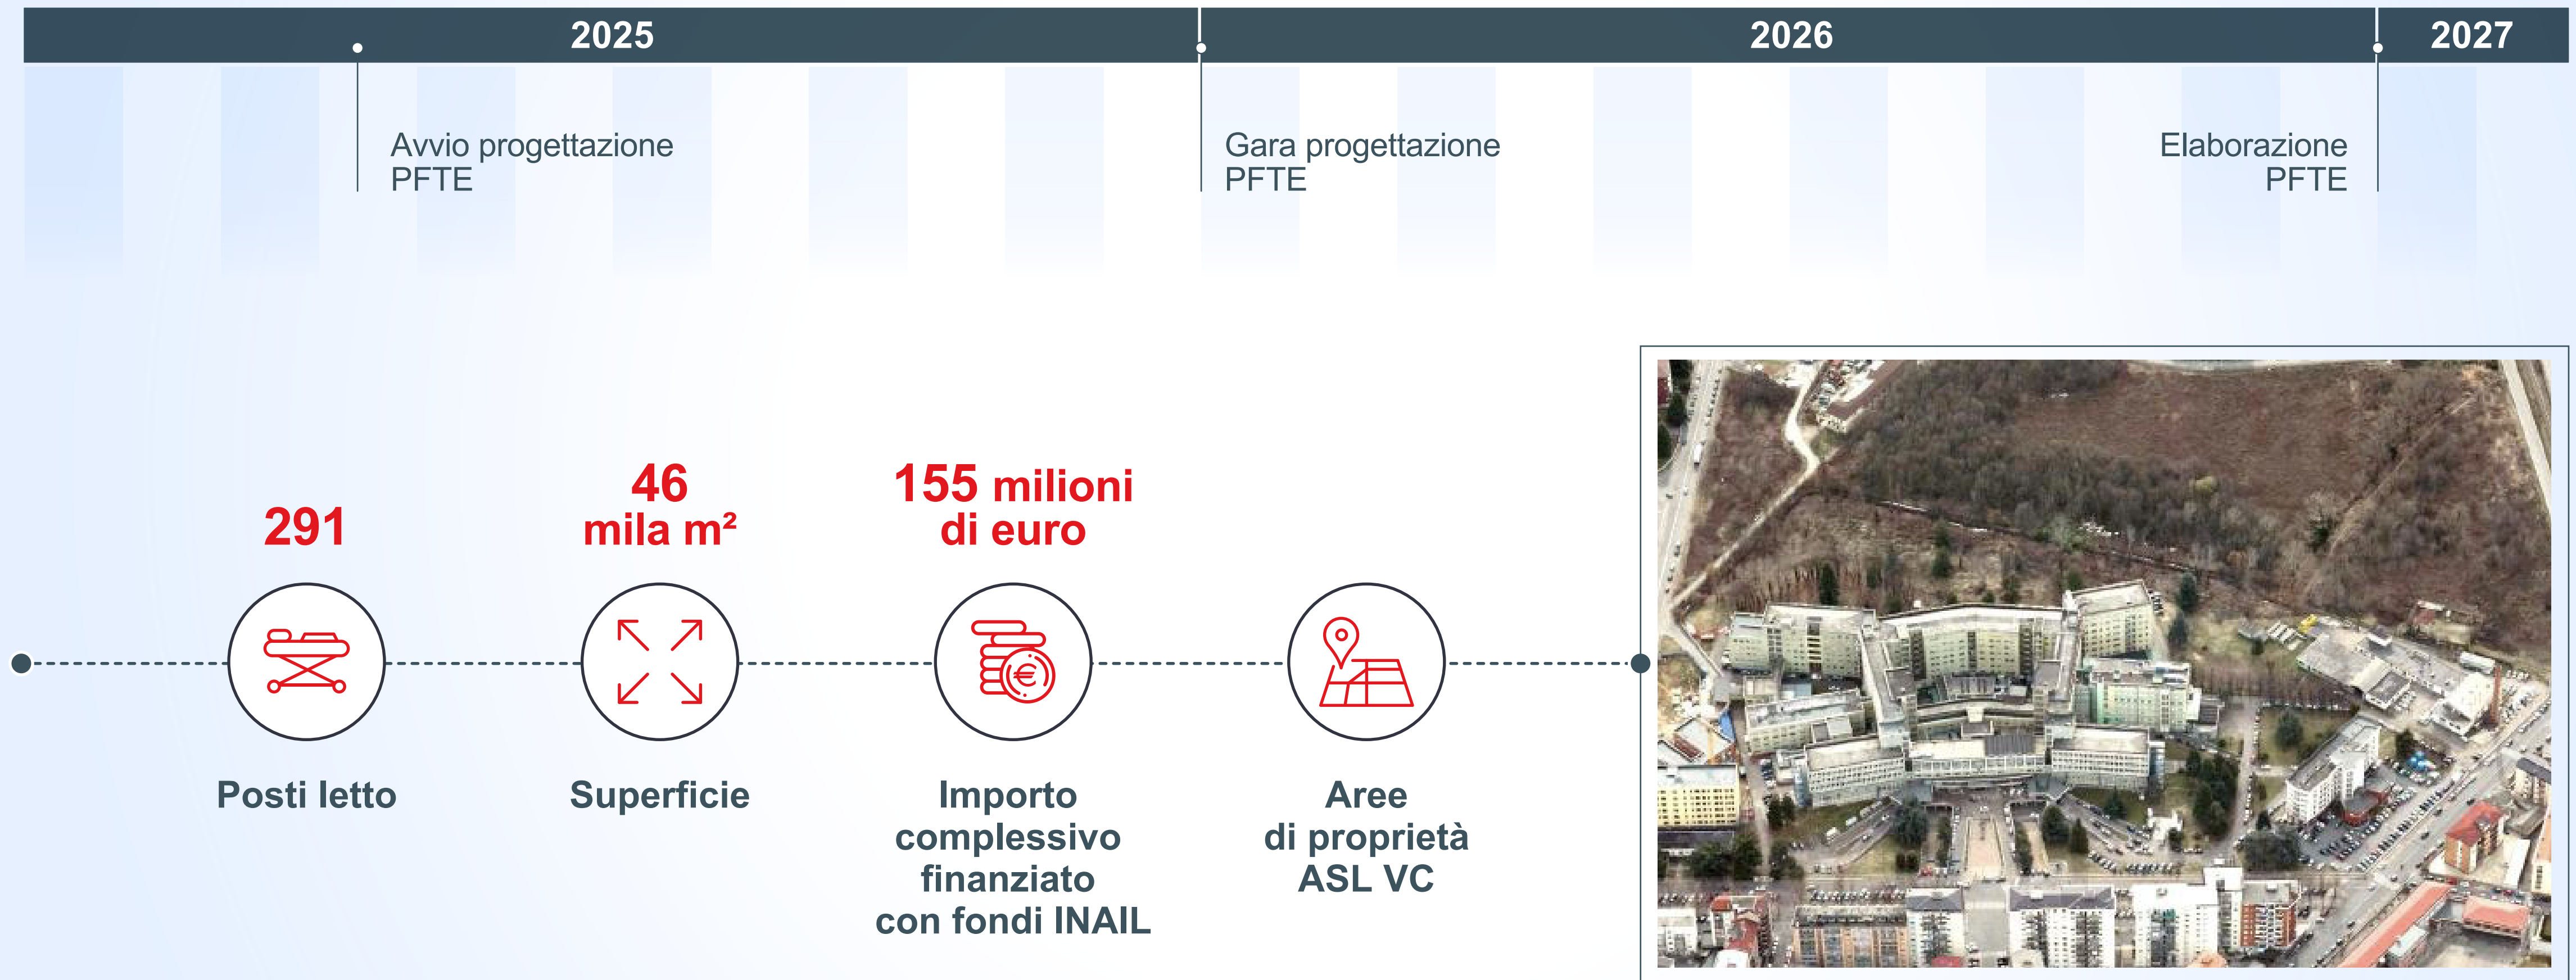 2025
2026
2027
Avvio progettazione
PFTE
Gara progettazione
PFTE
Elaborazione
PFTE
291
Posti letto
46
mila m²
Superficie
155 milioni
di euro
Importo
complessivo
finanziato
con fondi INAIL
Aree
di proprietà
ASL VC